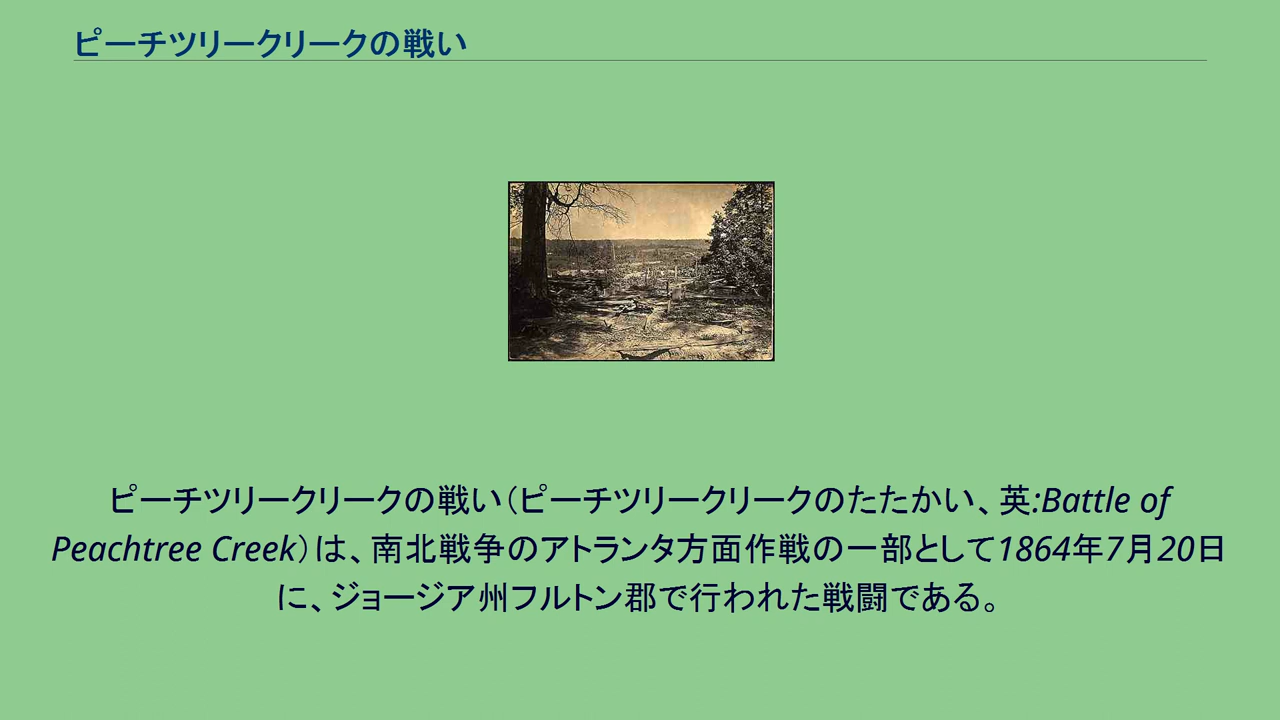 ピーチツリークリークの戦い
ピーチツリークリークの戦い（ピーチツリークリークのたたかい、英:Battle of
Peachtree Creek）は、南北戦争のアトランタ方面作戦の一部として1864年7月20日
に、ジョージア州フルトン郡で行われた戦闘である。